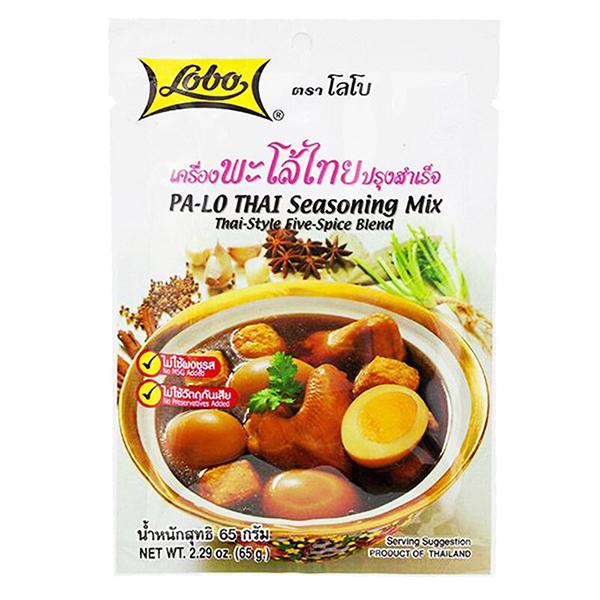 Lobo
®
ตรา โลโบ
เครื่องพะโล้ไทยปรุงสำเร็จ
PA-LO THAI Seasoning Mix
Thai-Style Five-Spice Blend
ไม่ใช้ผงชูรส
No MSG Added
ไม่ใช้วัตถุกันเสีย
No Preservatives Added
น้ำหนักสุทธิ 65 กรัม
NET WT. 2.29 oz. (65 g.)
Serving Suggestion
PRODUCT OF THAILAND